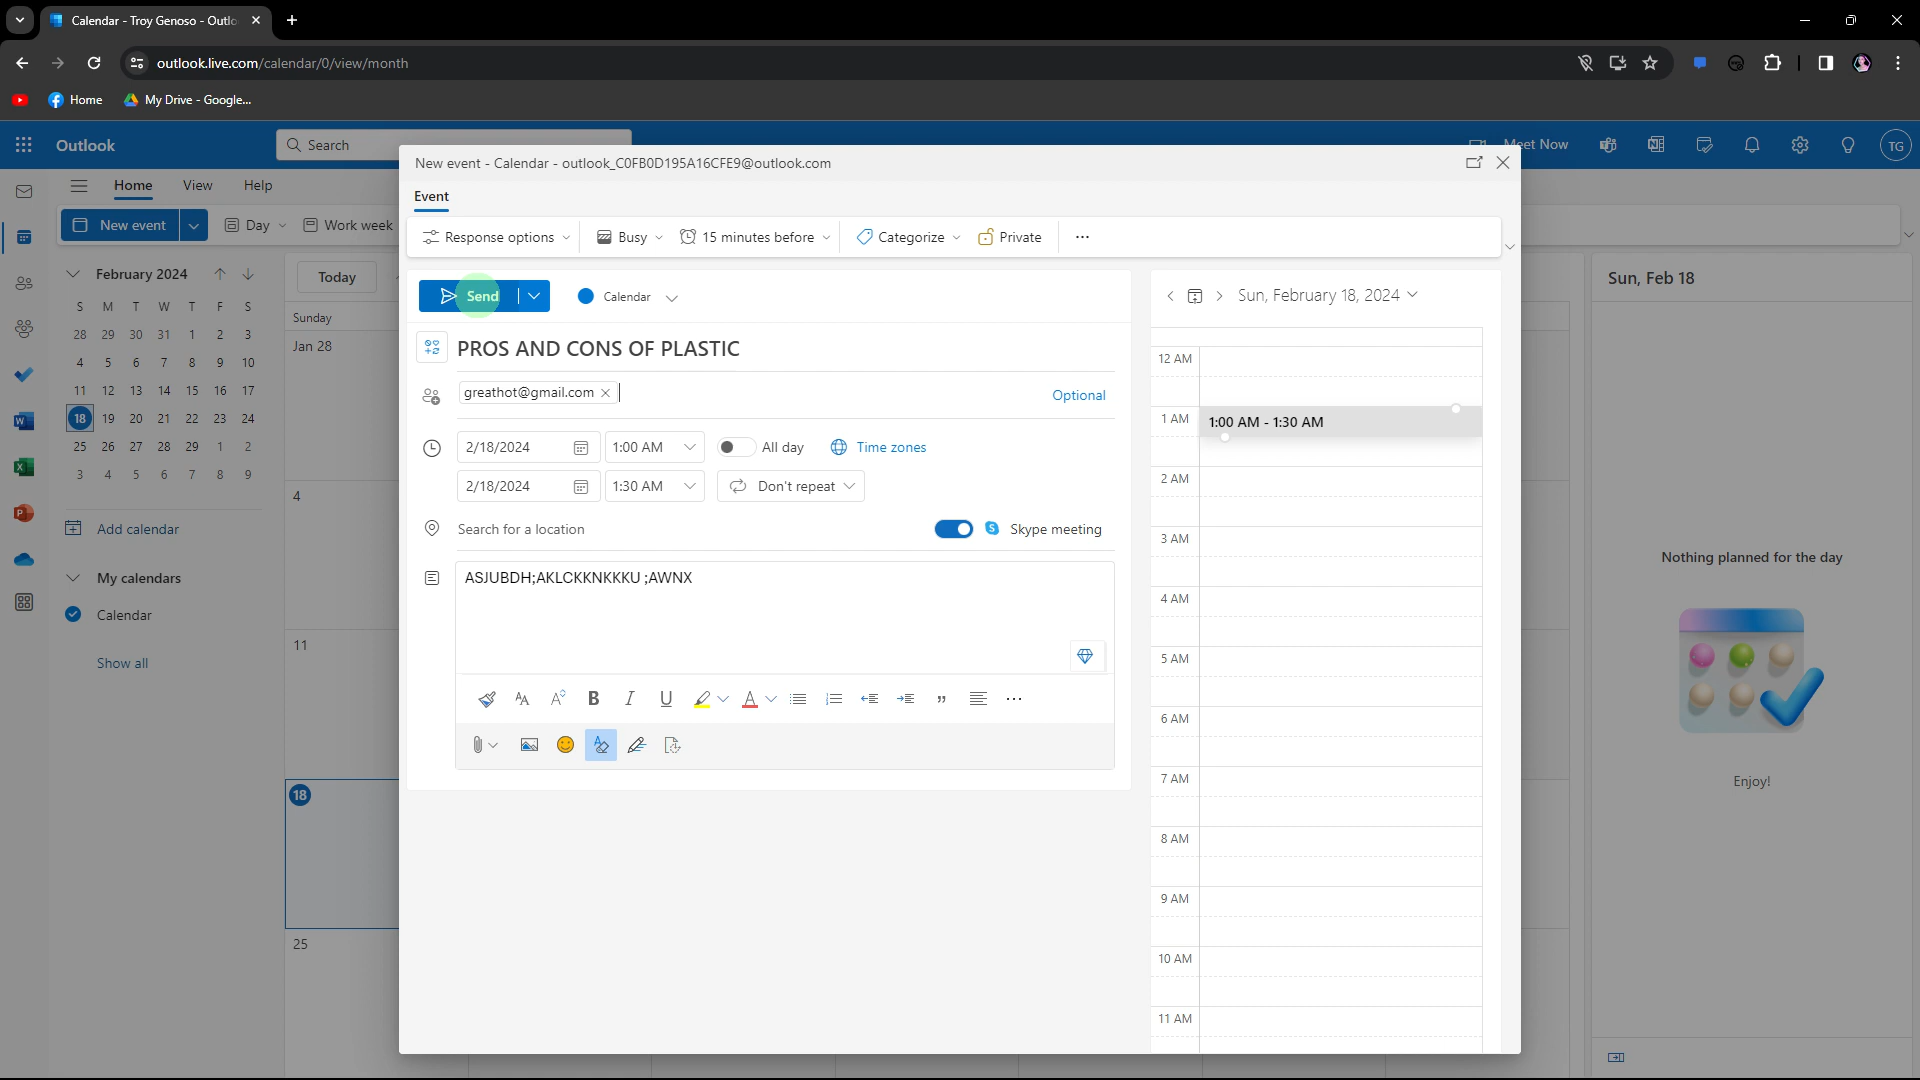 Calendar - Troy Genoso - Outlo
outlook.live.com/calendar/0/view/month
Home
My Drive - Google...
Outlook
Search
Meet Now
TG
New event - Calendar - outlook_C0FB0D195A16CFE9@outlook.com
Home View Help
Event
New event
Day
Work week
Response options
Busy
15 minutes before
Categorize
Private
February 2024
Today
Send
Calendar
Sun, February 18, 2024
Sun, Feb 18
S M T W T F S
28 29 30 31 1 2 3
4 5 6 7 8 9 10
11 12 13 14 15 16 17
18 19 20 21 22 23 24
25 26 27 28 29 1 2
3 4 5 6 7 8 9
Add calendar
My calendars
Calendar
Show all
Sunday
Jan 28
4
11
18
25
PROS AND CONS OF PLASTIC
greathot@gmail.com
Optional
2/18/2024 1:00 AM All day Time zones
2/18/2024 1:30 AM Don't repeat
Search for a location
Skype meeting
ASJUBDH;AKLCKKNKKKU ;AWNX
12 AM
1 AM
1:00 AM - 1:30 AM
2 AM
3 AM
4 AM
5 AM
6 AM
7 AM
8 AM
9 AM
10 AM
11 AM
Nothing planned for the day
Enjoy!